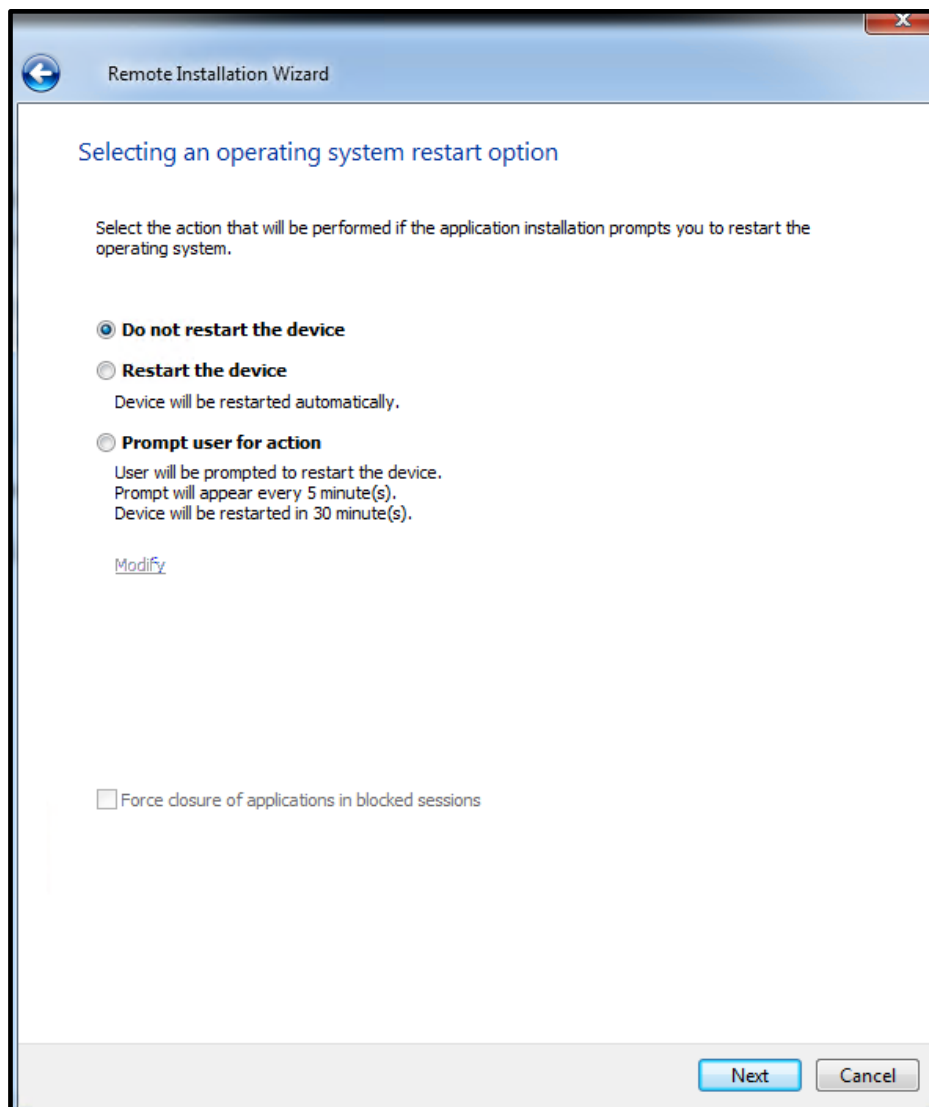 X
Remote Installation Wizard
Selecting an operating system restart option
Select the action that will be performed if the application installation prompts you to restart the
operating system.
Do not restart the device
Restart the device
Device will be restarted automatically.
Prompt user for action
User will be prompted to restart the device.
Prompt will appear every 5 minute(s).
Device will be restarted in 30 minute(s).
Modify
Force closure of applications in blocked sessions
Next Cancel